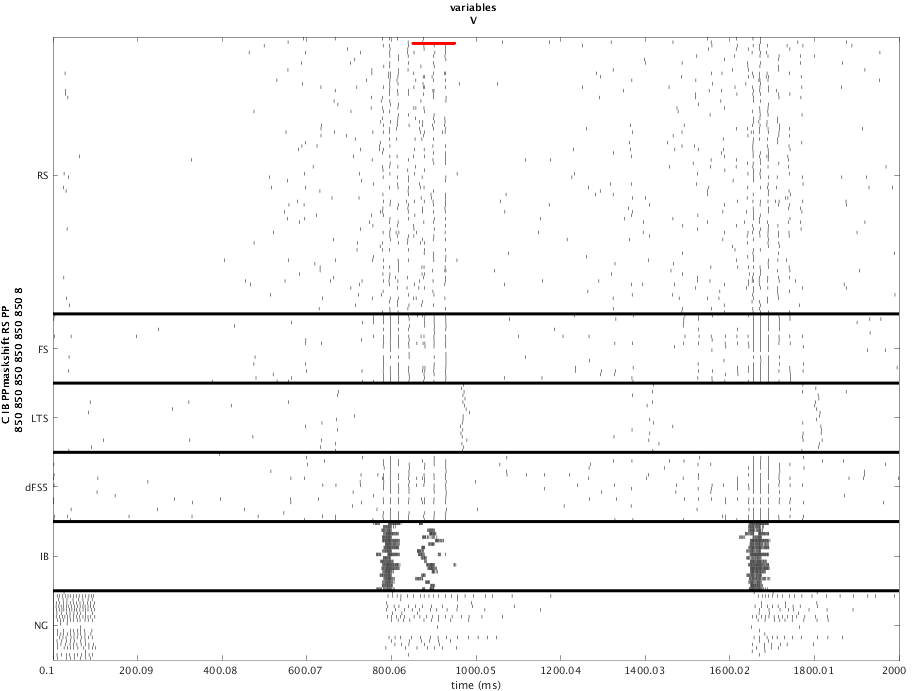 variables
V
C IB PPmaskshift RS PP
850 850 850 850 850 850 8
RS
FS
LTS
dFS5
IB
NG
0.1 200.09 400.08 600.07 800.06 1000.05 1200.04 1400.03 1600.02 1800.01 2000
time (ms)